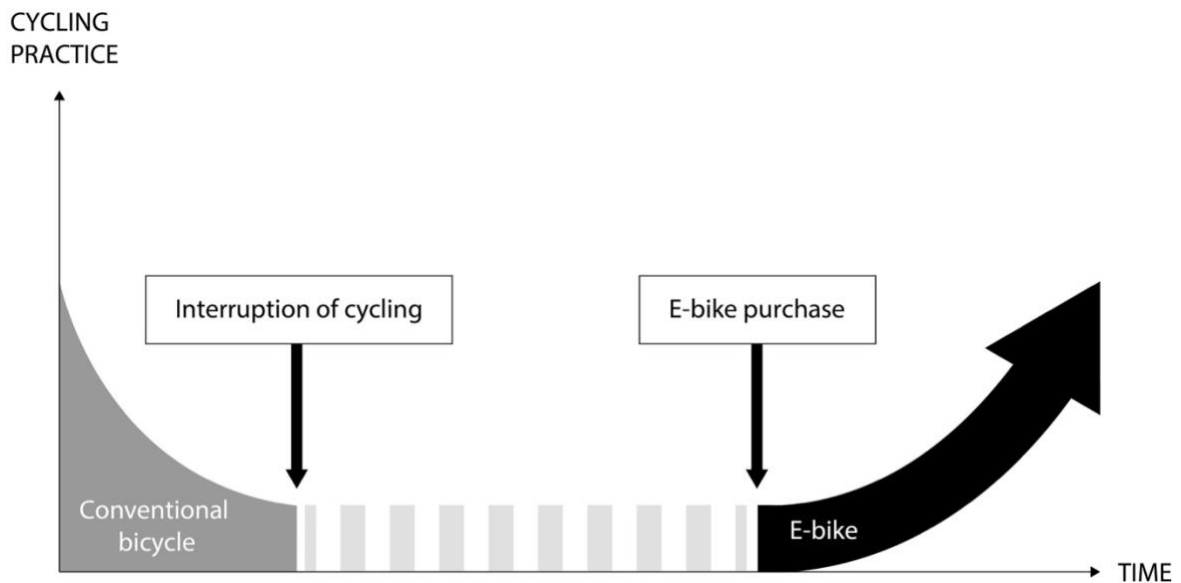 CYCLING
PRACTICE
Interruption of cycling
E-bike purchase
Conventional
bicycle
E-bike
TIME